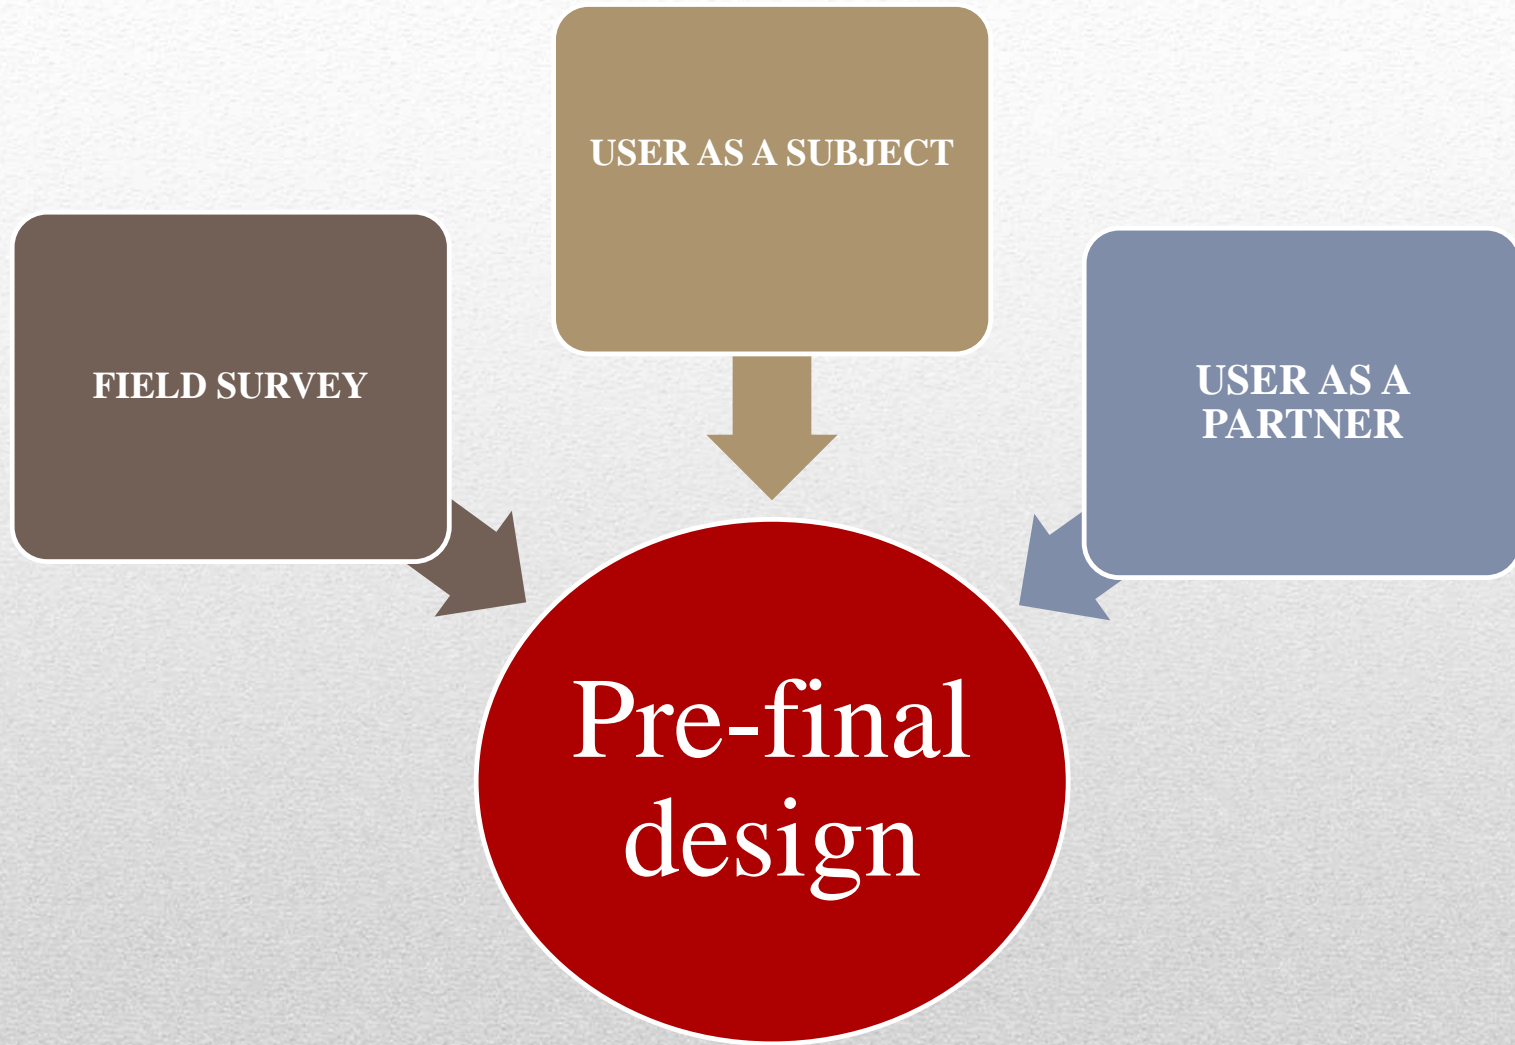 USER AS A SUBJECT
FIELD SURVEY
USER AS A
PARTNER
Pre-final
design